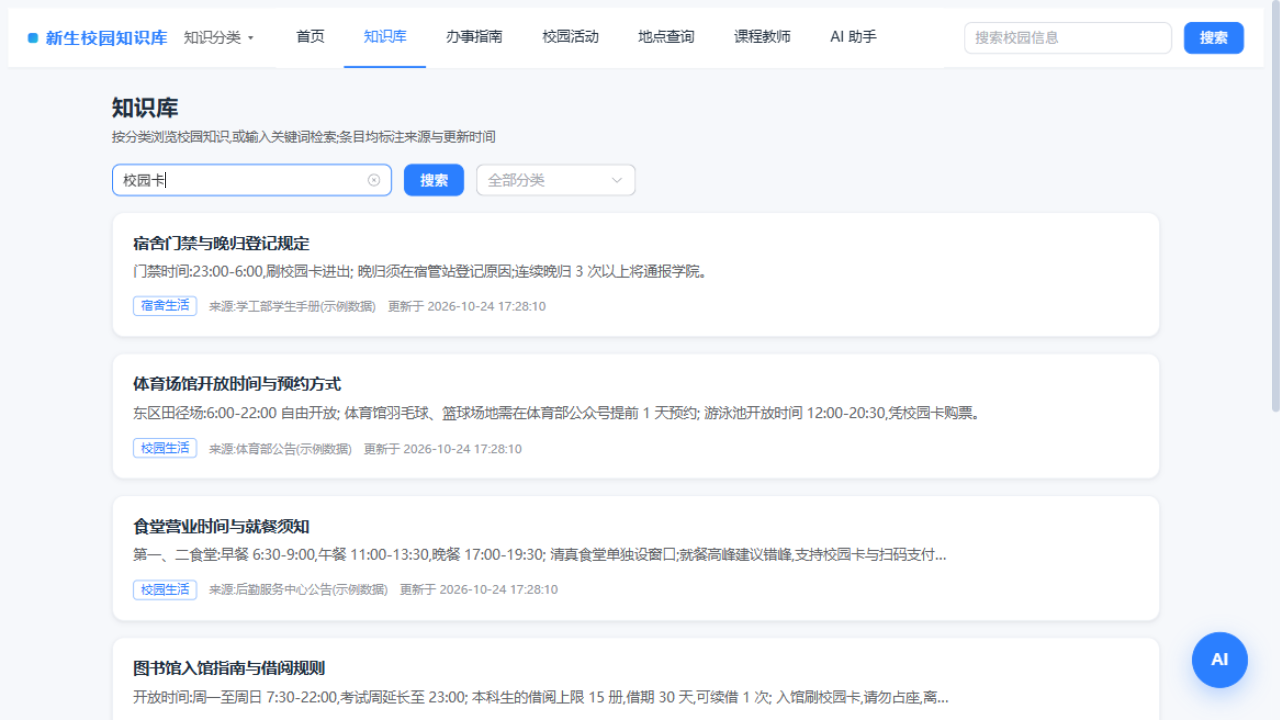 新生校园知识库 知识分类 首页 知识库 办事指南 校园活动 地点查询 课程教师 AI 助手 搜索校园信息 搜索
知识库
按分类浏览校园知识,或输入关键词检索;条目均标注来源与更新时间
校园卡 搜索 全部分类
宿舍门禁与晚归登记规定
门禁时间:23:00-6:00,刷校园卡进出; 晚归须在宿管站登记原因;连续晚归 3 次以上将通报学院。
宿舍生活 来源:学工部学生手册(示例数据) 更新于 2026-10-24 17:28:10
体育场馆开放时间与预约方式
东区田径场:6:00-22:00 自由开放; 体育馆羽毛球、篮球场地需在体育部公众号提前 1 天预约; 游泳池开放时间 12:00-20:30,凭校园卡购票。
校园生活 来源:体育部公告(示例数据) 更新于 2026-10-24 17:28:10
食堂营业时间与就餐须知
第一、二食堂:早餐 6:30-9:00,午餐 11:00-13:30,晚餐 17:00-19:30; 清真食堂单独设窗口;就餐高峰建议错峰,支持校园卡与扫码支付...
校园生活 来源:后勤服务中心公告(示例数据) 更新于 2026-10-24 17:28:10
图书馆入馆指南与借阅规则
开放时间:周一至周日 7:30-22:00,考试周延长至 23:00; 本科生的借阅上限 15 册,借期 30 天,可续借 1 次; 入馆刷校园卡,请勿占座,离...
AI